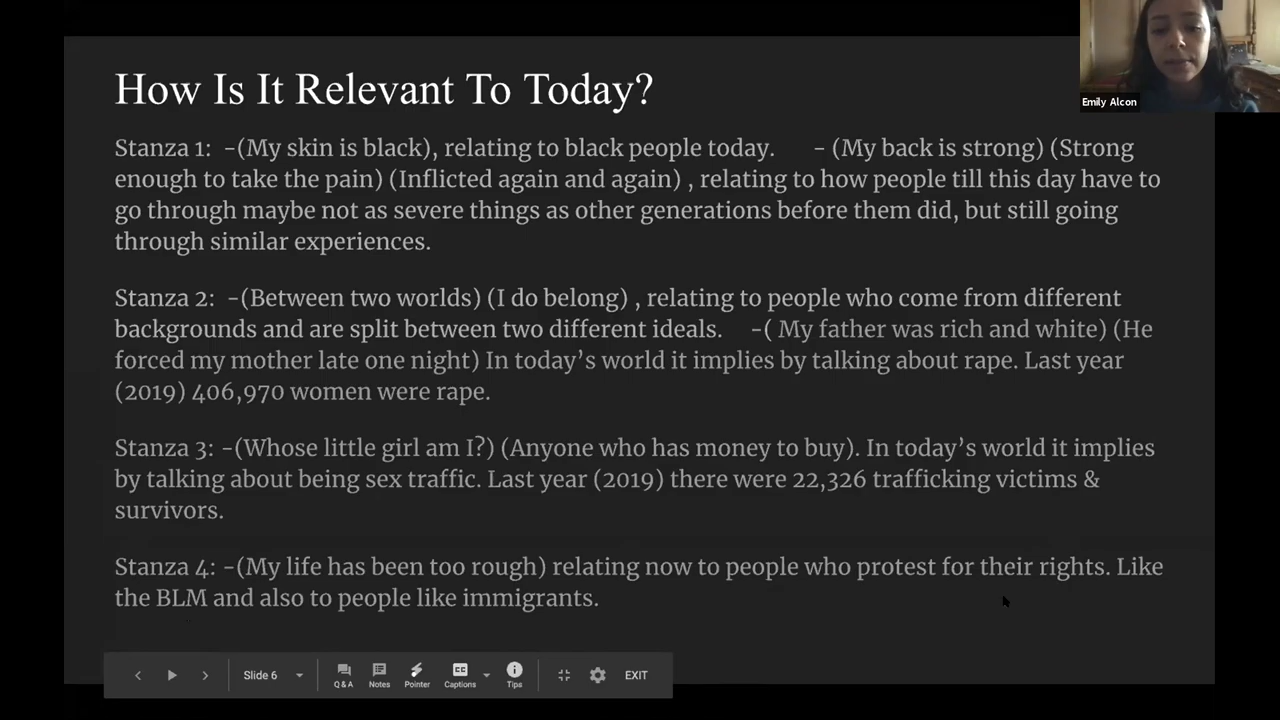 How Is It Relevant To Today?
Emily Alcon
Stanza 1:  -(My skin is black), relating to black people today.      - (My back is strong) (Strong
enough to take the pain) (Inflicted again and again) , relating to how people till this day have to
go through maybe not as severe things as other generations before them did, but still going
through similar experiences.
Stanza 2:  -(Between two worlds) (I do belong) , relating to people who come from different
backgrounds and are split between two different ideals.     -( My father was rich and white) (He
forced my mother late one night) In today’s world it implies by talking about rape. Last year
(2019) 406,970 women were rape.
Stanza 3: -(Whose little girl am I?) (Anyone who has money to buy). In today’s world it implies
by talking about being sex traffic. Last year (2019) there were 22,326 trafficking victims &
survivors.
Stanza 4: -(My life has been too rough) relating now to people who protest for their rights. Like
the BLM and also to people like immigrants.
Slide 6
Q&A
Notes
Pointer
CC
Captions
Tips
EXIT